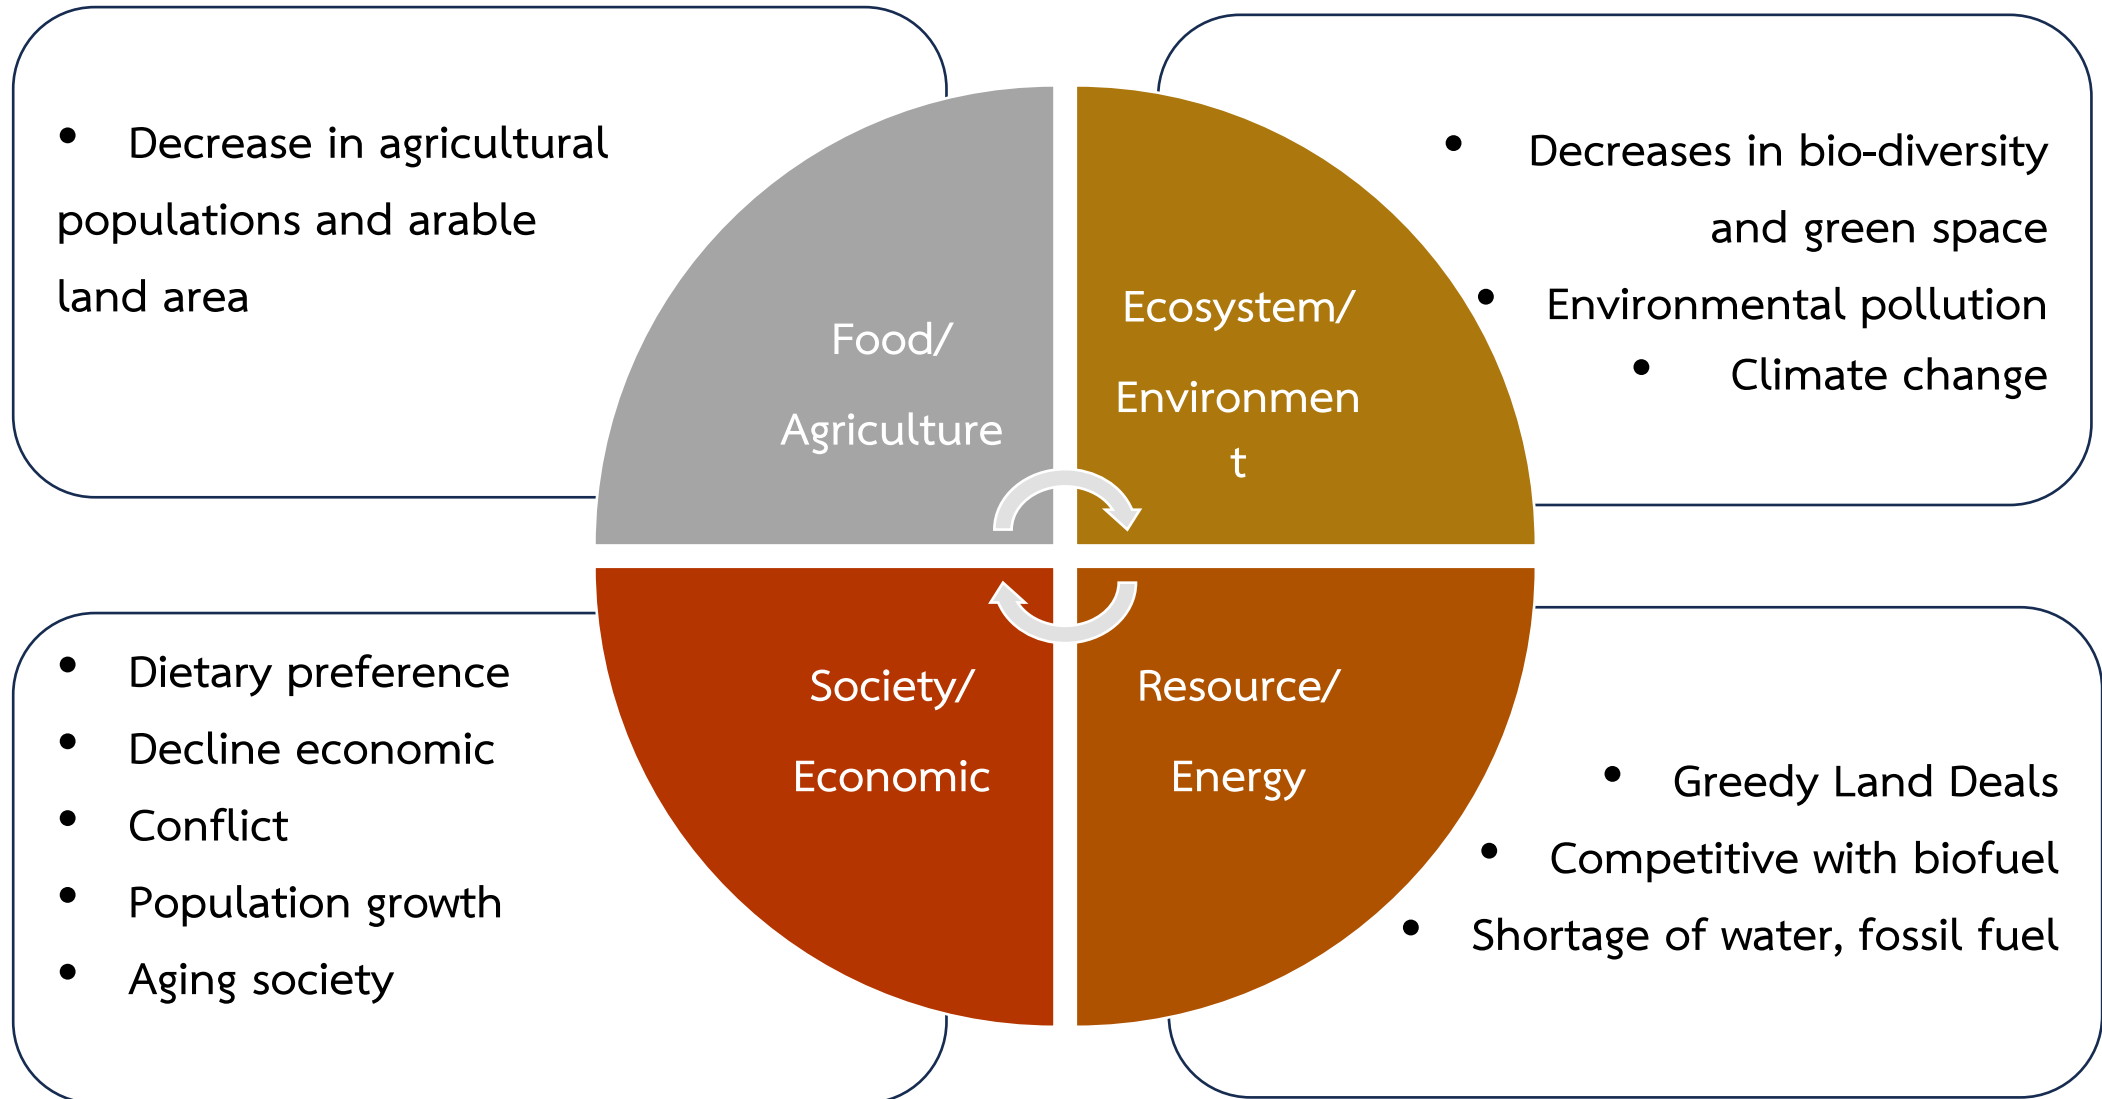 • Decrease in agricultural
populations and arable
land area
• Decreases in bio-diversity
and green space
• Environmental pollution
• Climate change
Food/
Agriculture
Ecosystem/
Environmen
t
Society/
Economic
Resource/
Energy
• Dietary preference
• Decline economic
• Conflict
• Population growth
• Aging society
• Greedy Land Deals
• Competitive with biofuel
• Shortage of water, fossil fuel